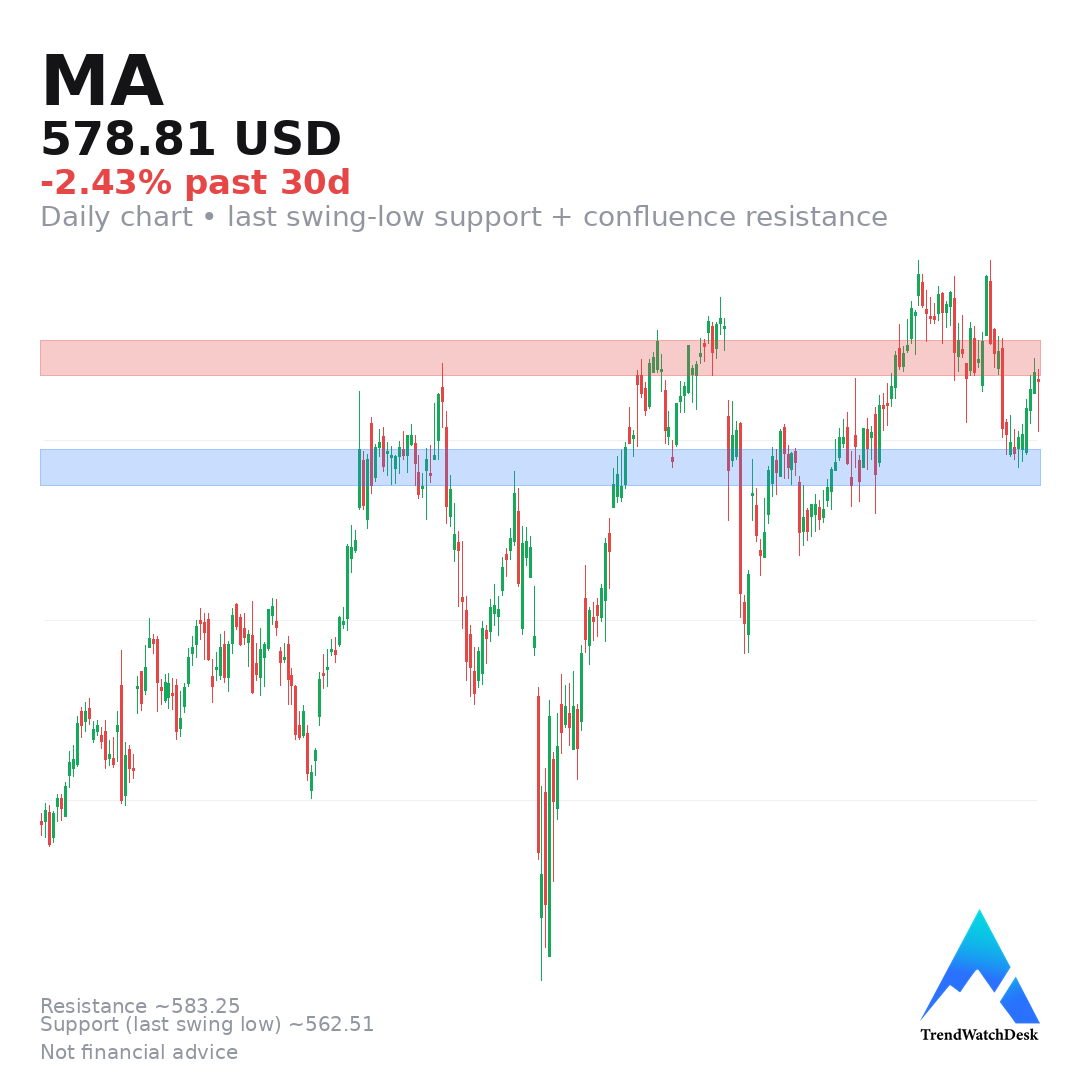 MA
578.81 USD
-2.43% past 30d
Daily chart • last swing-low support + confluence resistance
Resistance ~583.25
Support (last swing low) ~562.51
Not financial advice
TrendWatchDesk